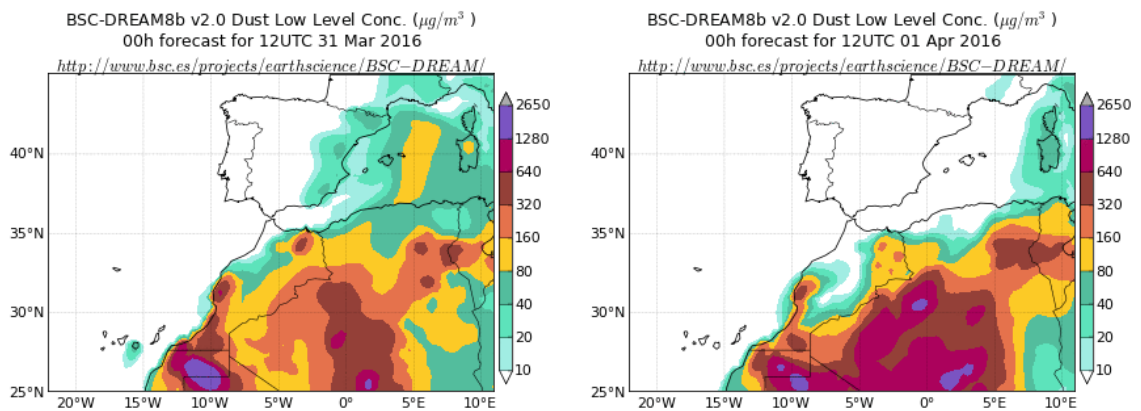 BSC-DREAM8b v2.0 Dust Low Level Conc. (μg/m³ )
00h forecast for 12UTC 31 Mar 2016
http://www.bsc.es/projects/earthscience/BSC−DREAM/
40°N
35°N
30°N
25°N
20°W
15°W
10°W
5°W
0°
5°E
10°E
2650
1280
640
320
160
80
40
20
10
BSC-DREAM8b v2.0 Dust Low Level Conc. (μg/m³ )
00h forecast for 12UTC 01 Apr 2016
http://www.bsc.es/projects/earthscience/BSC−DREAM/
40°N
35°N
30°N
25°N
20°W
15°W
10°W
5°W
0°
5°E
10°E
2650
1280
640
320
160
80
40
20
10